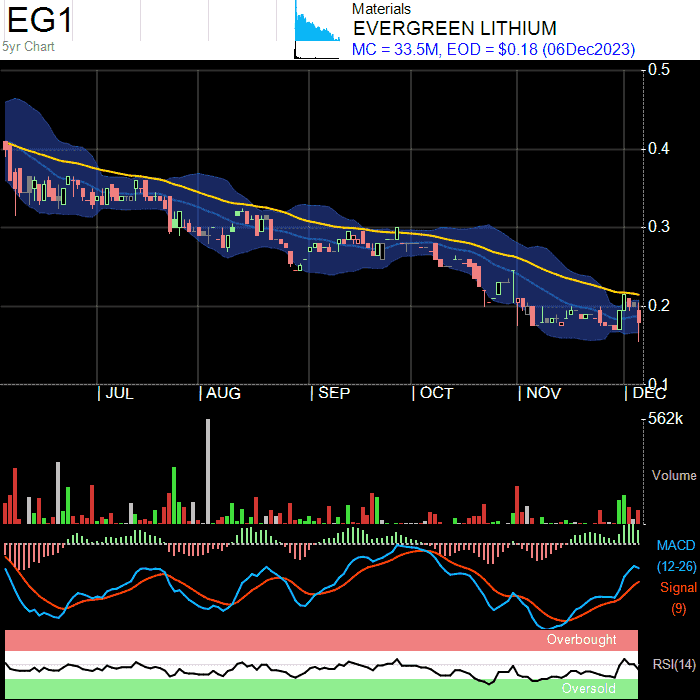 EG1
5yr Chart
Materials
EVERGREEN LITHIUM
MC = 33.5M, EOD = $0.18 (06Dec2023)
0.5
0.4
0.3
0.2
0.1
JUL AUG SEP OCT NOV DEC
562k
Volume
MACD
(12-26)
Signal
(9)
Overbought
RSI(14)
Oversold